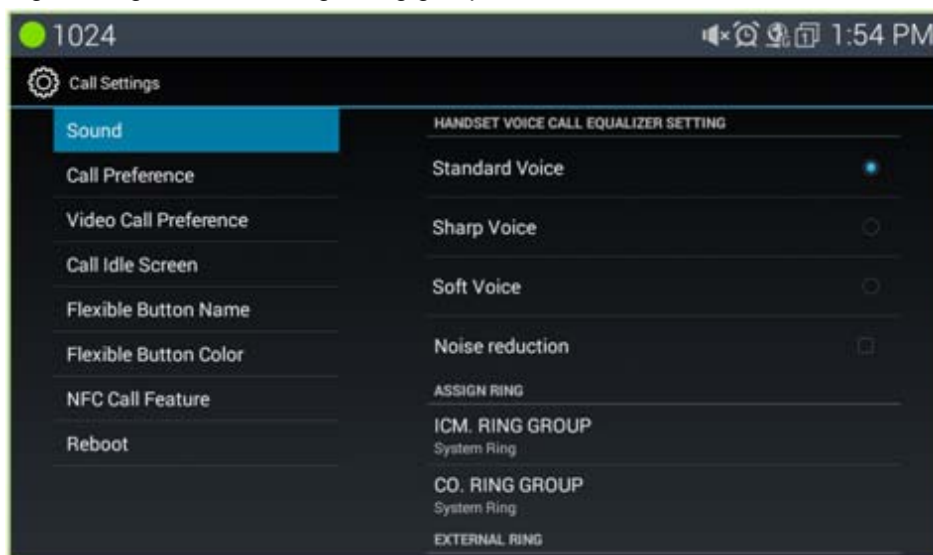 1024
1:54 PM
Call Settings
Sound
Call Preference
Video Call Preference
Call Idle Screen
Flexible Button Name
Flexible Button Color
NFC Call Feature
Reboot
HANDSET VOICE CALL EQUALIZER SETTING
Standard Voice
Sharp Voice
Soft Voice
Noise reduction
ASSIGN RING
ICM. RING GROUP
System Ring
CO. RING GROUP
System Ring
EXTERNAL RING